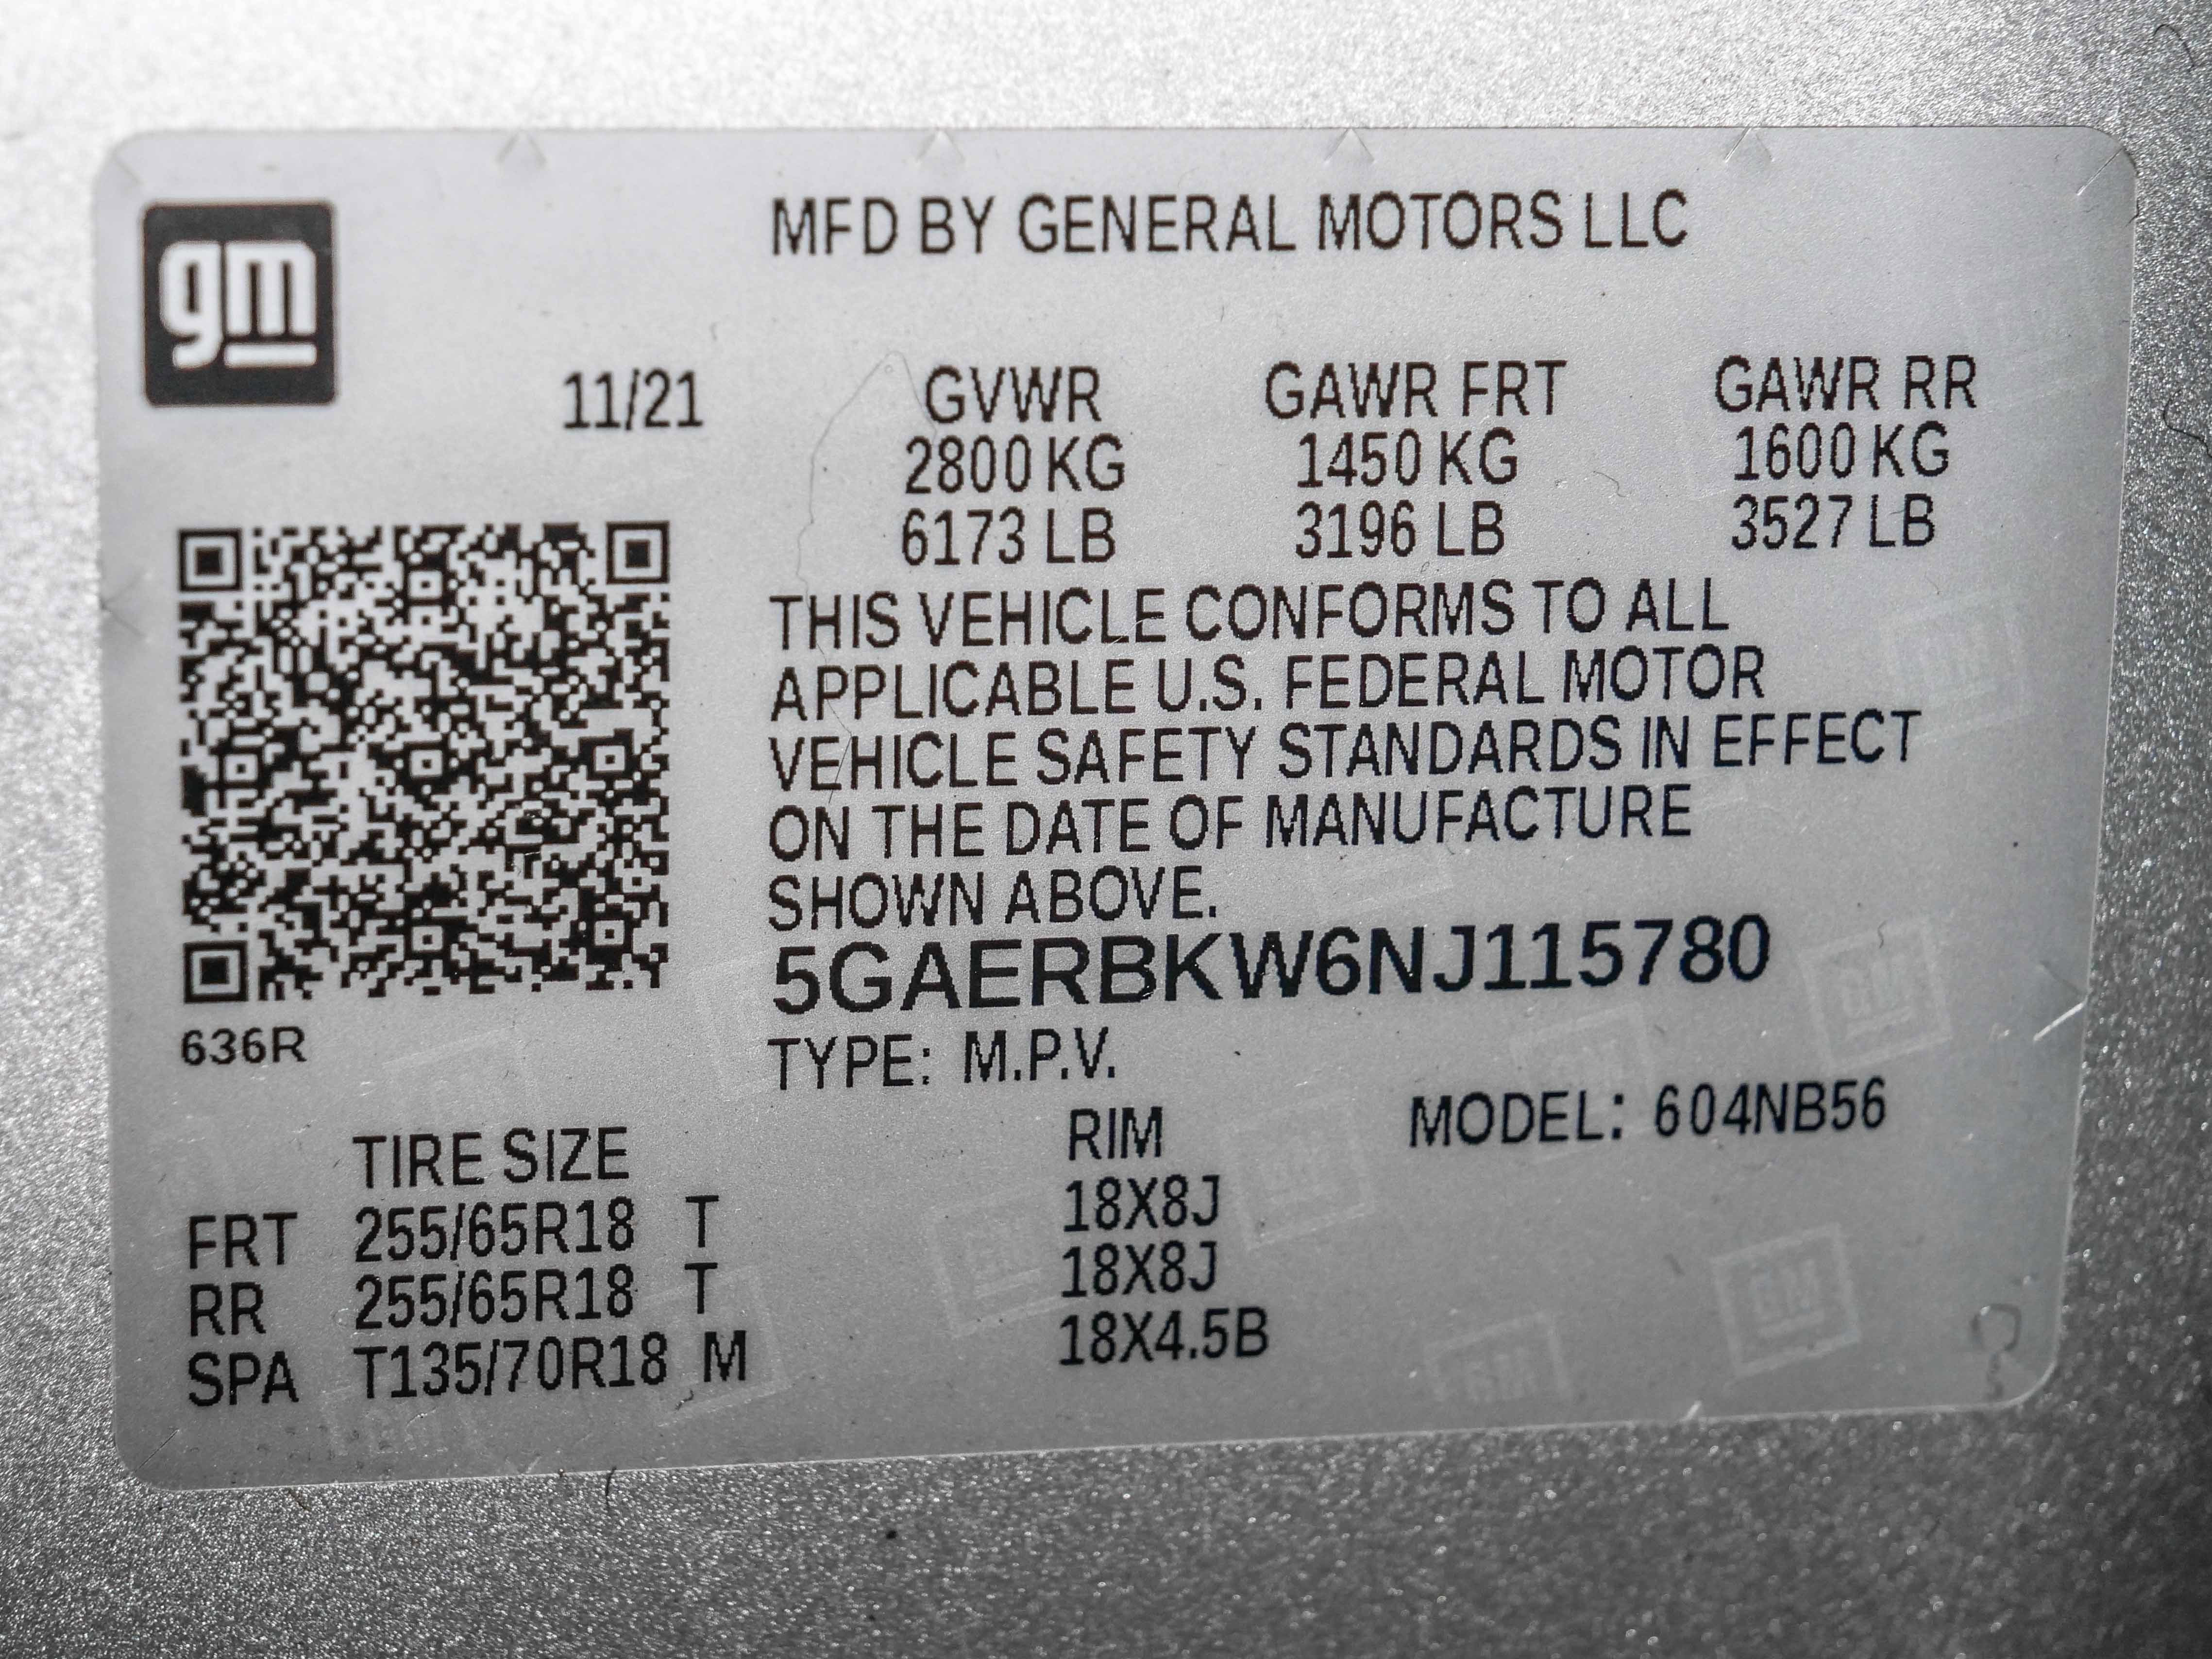 gm
MFD BY GENERAL MOTORS LLC
11/21 GVWR GAWR FRT GAWR RR
2800 KG 1450 KG 1600 KG
6173 LB 3196 LB 3527 LB
THIS VEHICLE CONFORMS TO ALL
APPLICABLE U.S. FEDERAL MOTOR
VEHICLE SAFETY STANDARDS IN EFFECT
ON THE DATE OF MANUFACTURE
SHOWN ABOVE.
5GAERBKW6NJ115780
636R
TYPE: M.P.V.
TIRE SIZE RIM MODEL: 604NB56
FRT 255/65R18 T 18X8J
RR 255/65R18 T 18X8J
SPA T135/70R18 M 18X4.5B
GM
GM